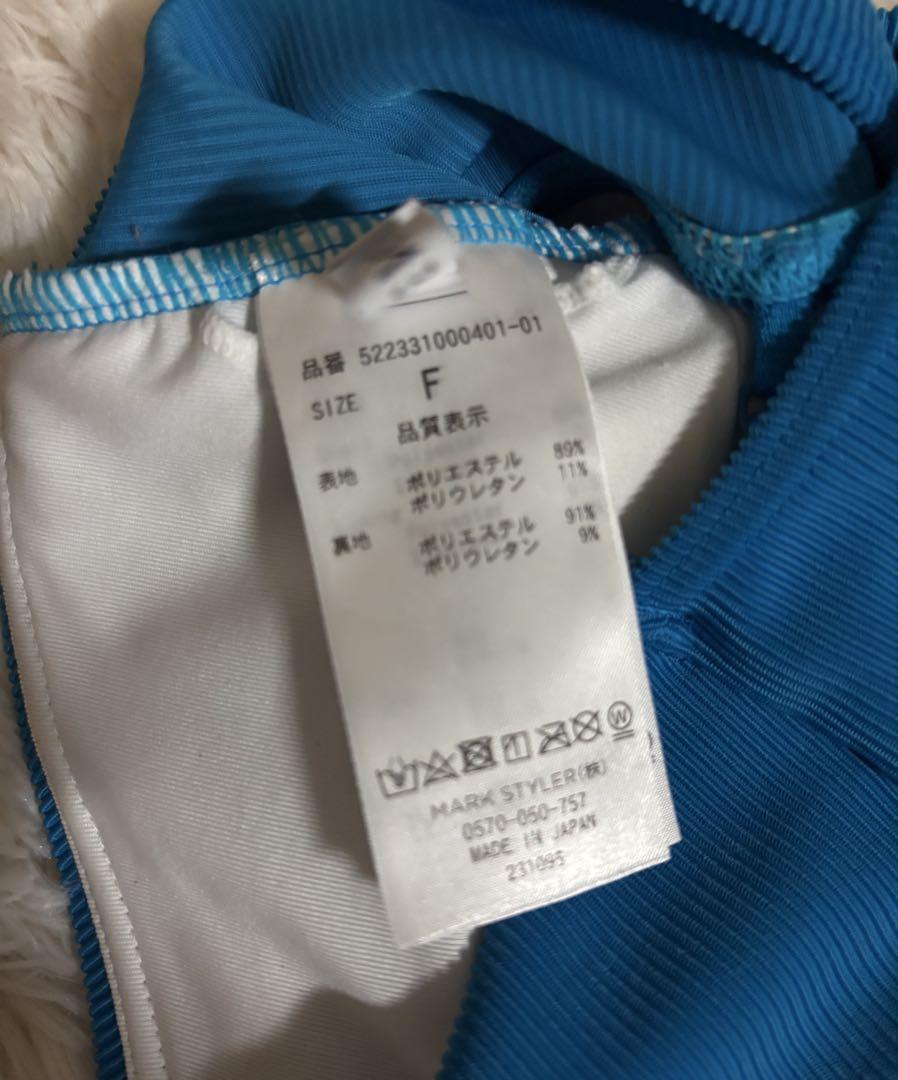 品番 522331000401-01
SIZE F
品質表示
表地 ポリエステル 89%
ポリウレタン 11%
裏地 ポリエステル 91%
ポリウレタン 9%
W
MARK STYLER(株)
0570-050-757
MADE IN JAPAN